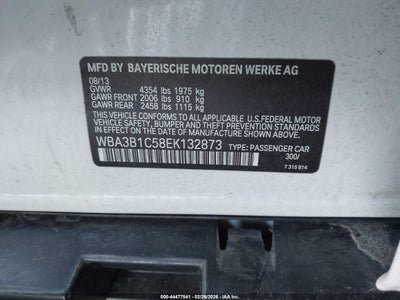 MFD BY BAYERISCHE MOTOREN WERKE AG
08/13
GVWR 4354 lbs 1975 kg
GAWR FRONT 2006 lbs 910 kg
GAWR REAR 2458 lbs 1115 kg
THIS VEHICLE CONFORMS TO ALL APPLICABLE U.S. FEDERAL MOTOR
VEHICLE SAFETY, BUMPER AND THEFT PREVENTION STANDARDS
IN EFFECT ON THE DATE OF MANUFACTURE SHOWN ABOVE.
WBA3B1C58EK132873 TYPE: PASSENGER CAR
300/
7 315 814
© 000-44477541 - 02/28/2026 - IAAI.COM